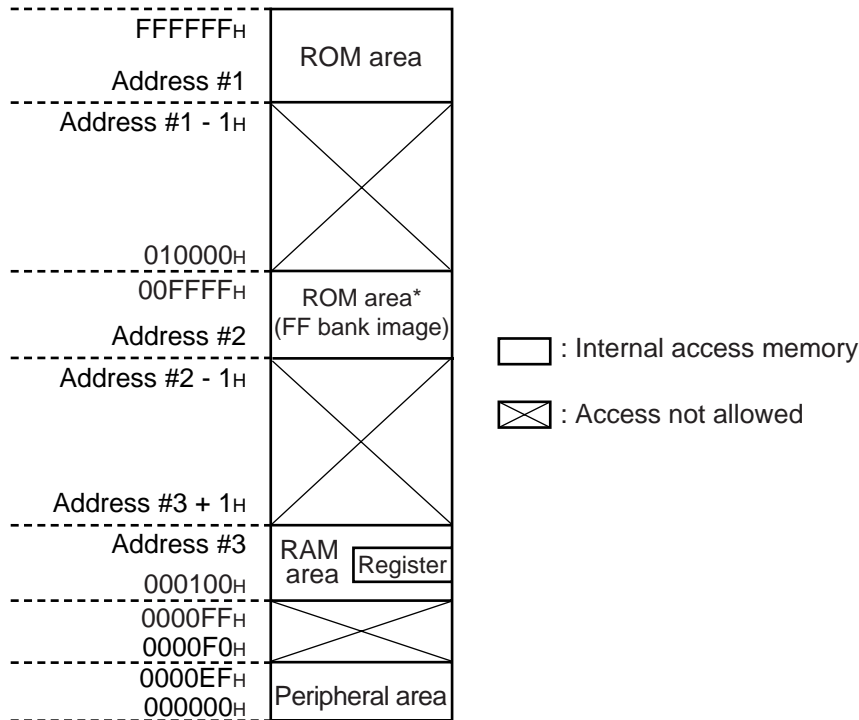 FFFFFFH
ROM area
Address #1
Address #1 - 1H
010000H
00FFFFH
ROM area*
(FF bank image)
Address #2
Address #2 - 1H
: Internal access memory
: Access not allowed
Address #3 + 1H
Address #3
RAM
area
Register
000100H
0000FFH
0000F0H
0000EFH
000000H
Peripheral area